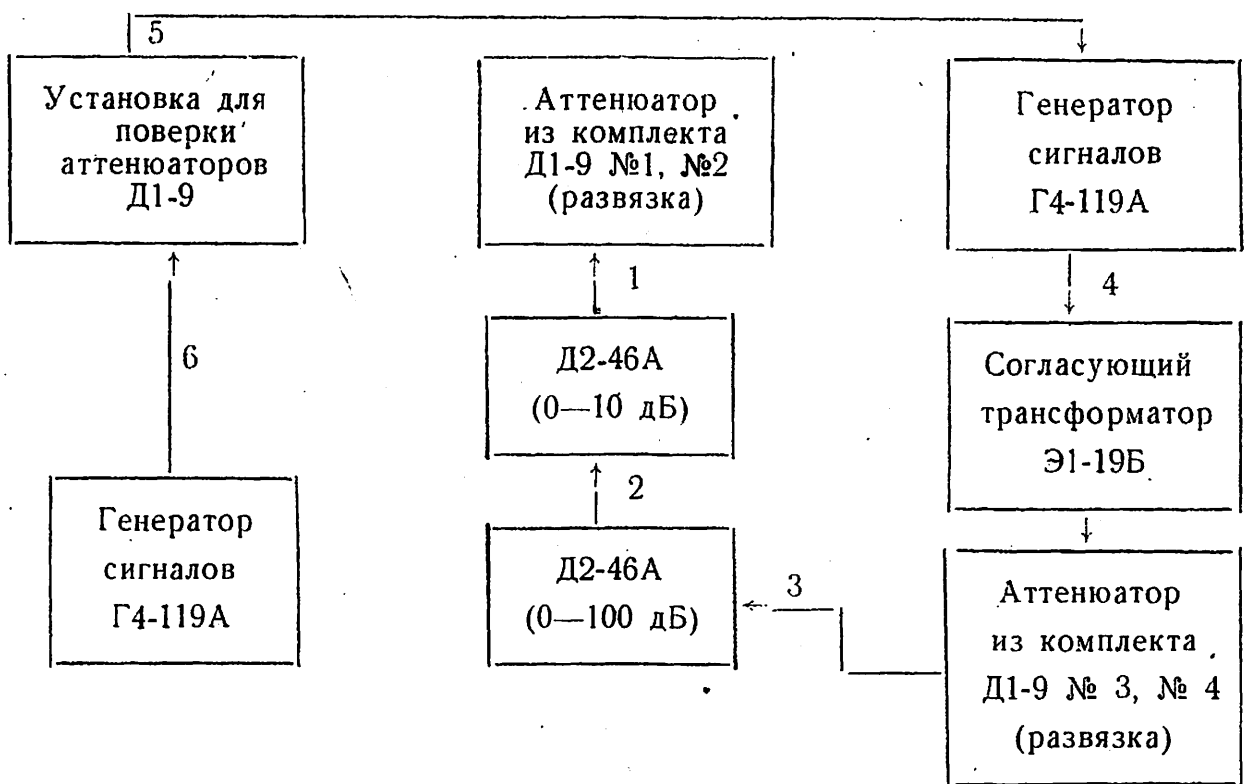 5
Установка для
поверки
аттенюаторов
Д1-9
Аттенюатор
из комплекта
Д1-9 №1, №2
(развязка)
Генератор
сигналов
Г4-119А
1
4
6
Д2-46А
(0—10 дБ)
Согласующий
трансформатор
Э1-19Б
2
Генератор
сигналов
Г4-119А
Д2-46А
(0—100 дБ)
3
Аттенюатор
из комплекта
Д1-9 № 3, № 4
(развязка)